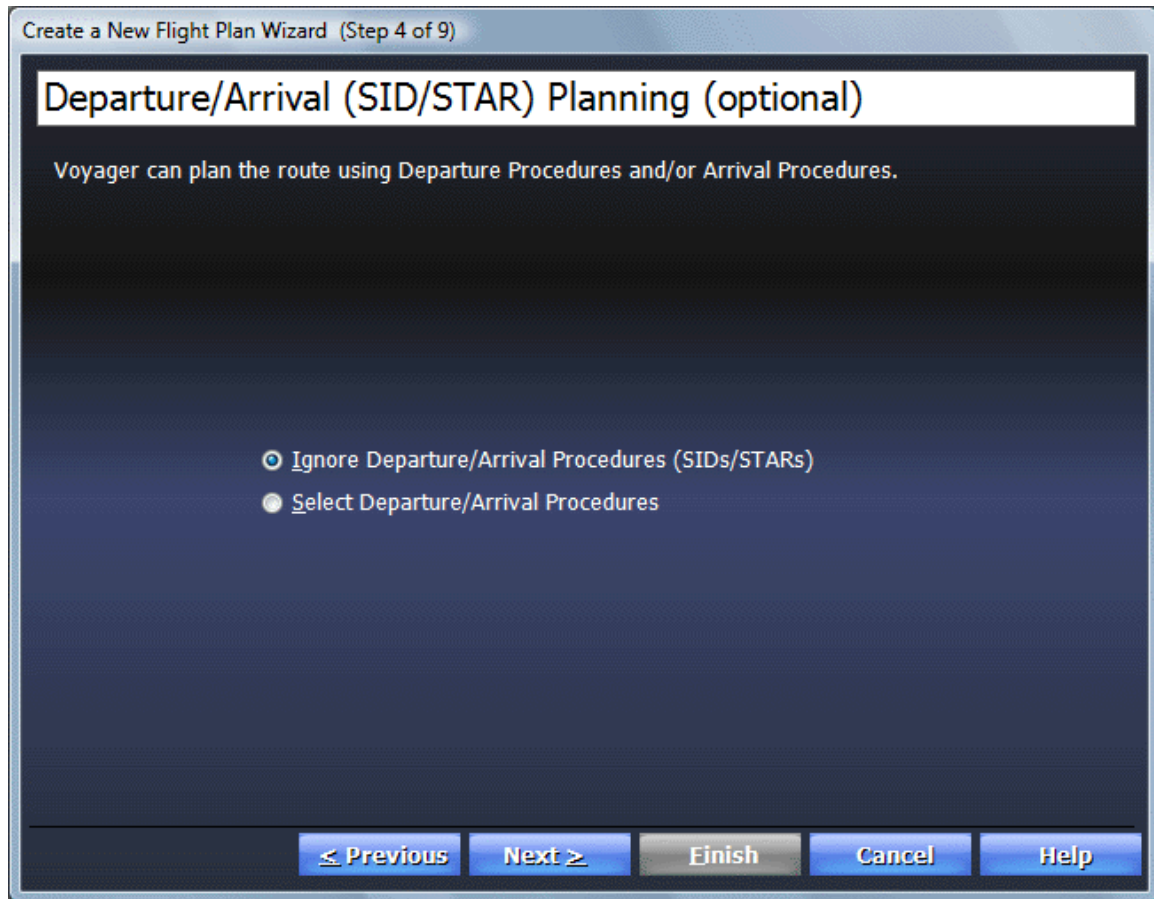 Create a New Flight Plan Wizard (Step 4 of 9)
Departure/Arrival (SID/STAR) Planning (optional)
Voyager can plan the route using Departure Procedures and/or Arrival Procedures.
Ignore Departure/Arrival Procedures (SIDs/STARs)
Select Departure/Arrival Procedures
< Previous Next > Finish Cancel Help